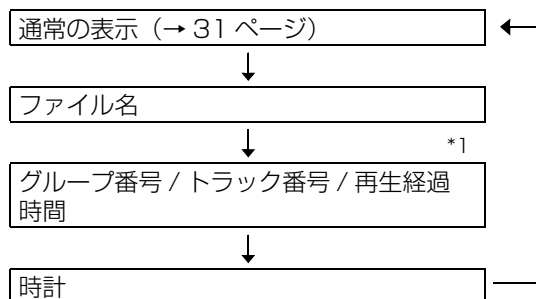 通常の表示（→ 31 ページ）
ファイル名
*1
グループ番号 / トラック番号 / 再生経過
時間
時計